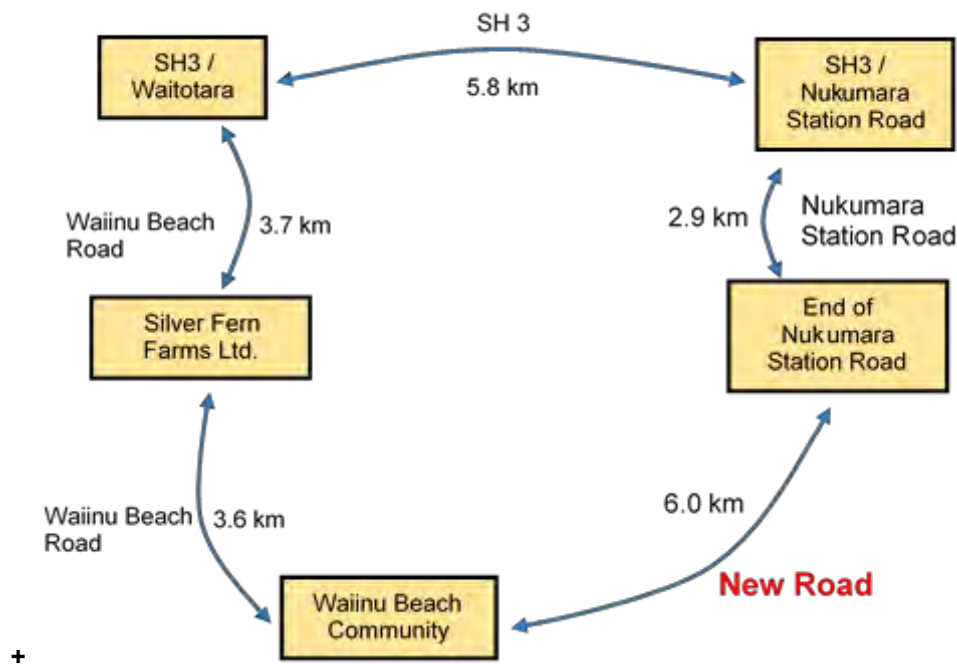 SH 3
SH3 /
Waitotara
5.8 km
SH3 /
Nukumara
Station Road
Waiinu Beach
Road
3.7 km
2.9 km
Nukumara
Station Road
Silver Fern
Farms Ltd.
End of
Nukumara
Station Road
Waiinu Beach
Road
3.6 km
6.0 km
New Road
Waiinu Beach
Community
+